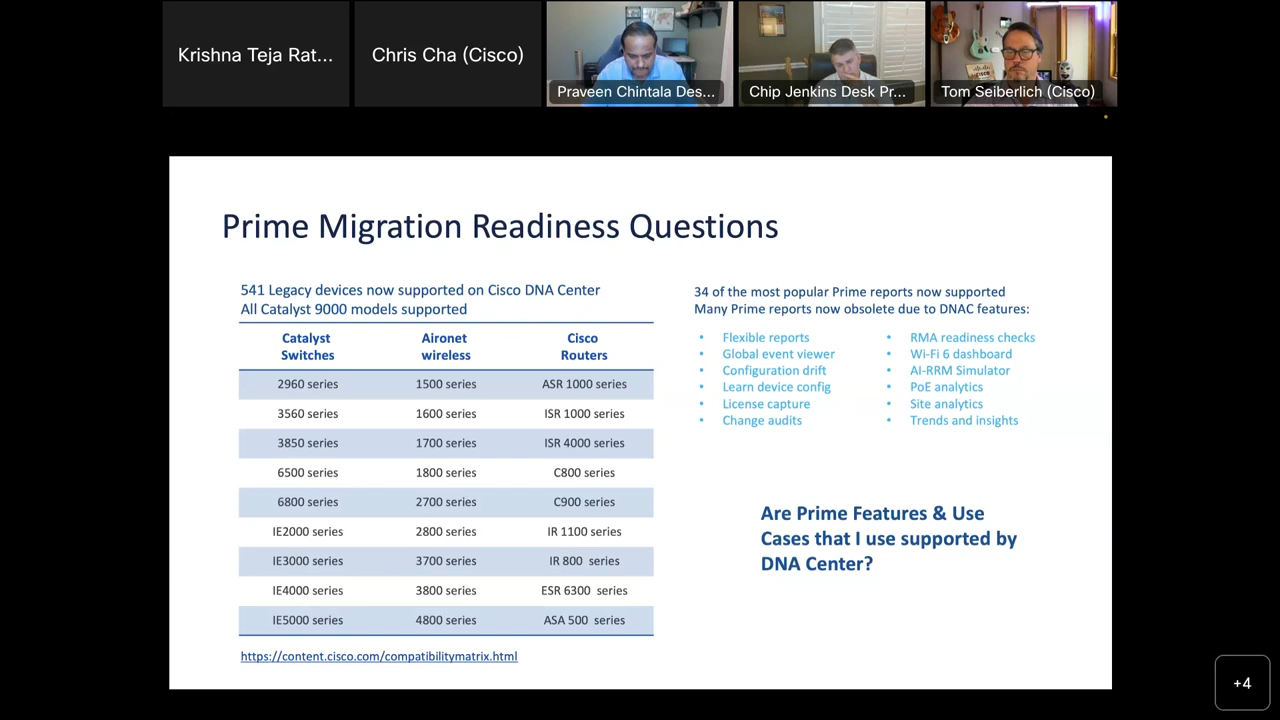 Krishna Teja Rat...
Chris Cha (Cisco)
Praveen Chintala Des...
Chip Jenkins Desk Pr...
Tom Seiberlich (Cisco)
Prime Migration Readiness Questions
541 Legacy devices now supported on Cisco DNA Center
All Catalyst 9000 models supported
Catalyst Switches Aironet wireless Cisco Routers
2960 series 1500 series ASR 1000 series
3560 series 1600 series ISR 1000 series
3850 series 1700 series ISR 4000 series
6500 series 1800 series C800 series
6800 series 2700 series C900 series
IE2000 series 2800 series IR 1100 series
IE3000 series 3700 series IR 800 series
IE4000 series 3800 series ESR 6300 series
IE5000 series 4800 series ASA 500 series
https://content.cisco.com/compatibilitymatrix.html
34 of the most popular Prime reports now supported
Many Prime reports now obsolete due to DNAC features:
• Flexible reports
• Global event viewer
• Configuration drift
• Learn device config
• License capture
• Change audits
• RMA readiness checks
• Wi-Fi 6 dashboard
• AI-RRM Simulator
• PoE analytics
• Site analytics
• Trends and insights
Are Prime Features & Use
Cases that I use supported by
DNA Center?
+4